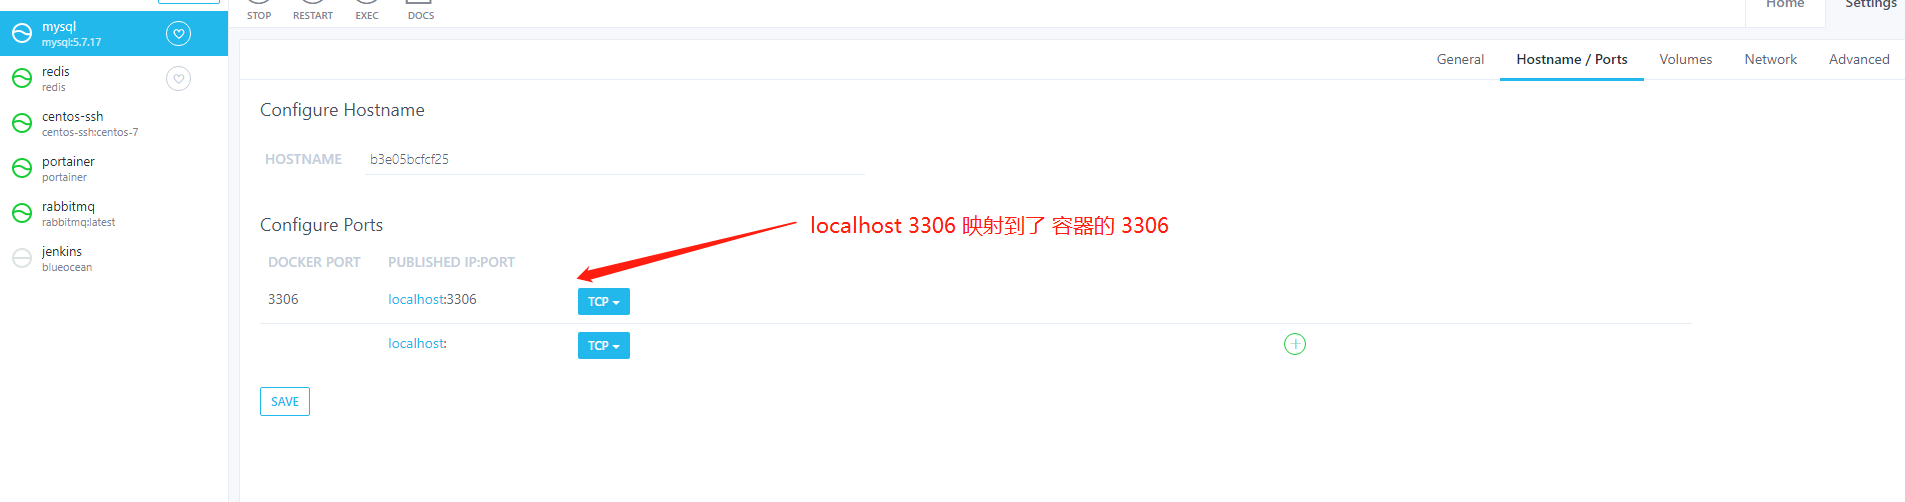 STOP RESTART EXEC DOCS
Home Settings
mysql
mysql:5.7.17
redis
redis
centos-ssh
centos-ssh:centos-7
portainer
portainer
rabbitmq
rabbitmq:latest
jenkins
blueocean
General Hostname / Ports Volumes Network Advanced
Configure Hostname
HOSTNAME b3e05bcfcf25
Configure Ports
localhost 3306 映射到了 容器的 3306
DOCKER PORT PUBLISHED IP:PORT
3306 localhost:3306 TCP
localhost: TCP
SAVE